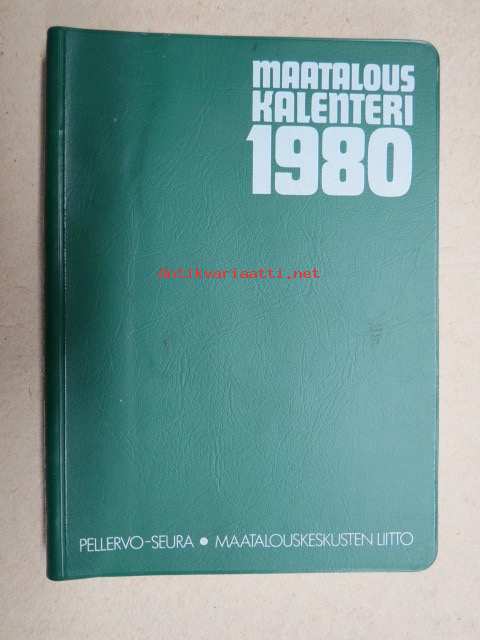 MAATALOUS
KALENTERI
1980
Antikvariaatti.net
PELLERVO-SEURA • MAATALOUSKESKUSTEN LIITTO